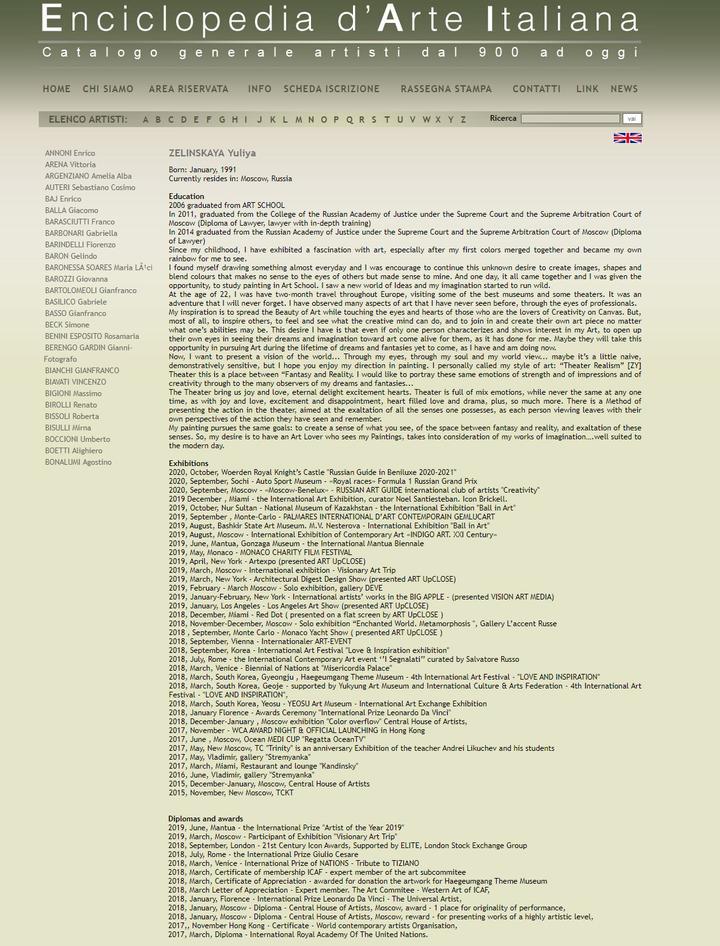 Enciclopedia d'Arte Italiana
Catalogo generale artisti dal 900 ad oggi
HOME CHI SIAMO AREA RISERVATA INFO SCHEDA ISCRIZIONE RASSEGNA STAMPA CONTATTI LINK NEWS
ELENCO ARTISTI: A B C D E F G H I J K L M N O P Q R S T U V W X Y Z Ricerca vai
ANNONI Enrico
ARENA Vittoria
ARGENZIANO Amelia Alba
AUTERI Sebastiano Cosimo
BAJ Enrico
BALLA Giacomo
BARASCIUTTI Franco
BARBONARI Gabriella
BARINDELLI Fiorenzo
BARON Gelindo
BARONESSA SOARES Maria LÃ¹ci
BAROZZI Giovanna
BARTOLOMEOLI Gianfranco
BASILICO Gabriele
BASSO Gianfranco
BECK Simone
BENINI ESPOSITO Rosamaria
BERENGO GARDIN Gianni-
Fotografo
BIANCHI GIANFRANCO
BIAVATI VINCENZO
BIGIONI Massimo
BIROLLI Renato
BISSOLI Roberta
BISULLI Mirna
BOCCIONI Umberto
BOETTI Alighiero
BONALUMI Agostino
ZELINSKAYA Yuliya
Born: January, 1991
Currently resides in: Moscow, Russia
Education
2006 graduated from ART SCHOOL
In 2011, graduated from the College of the Russian Academy of Justice under the Supreme Court and the Supreme Arbitration Court of
Moscow (Diploma of Lawyer, lawyer with in-depth training)
In 2014 graduated from the Russian Academy of Justice under the Supreme Court and the Supreme Arbitration Court of Moscow (Diploma
of Lawyer)
Since my childhood, I have exhibited a fascination with art, especially after my first colors merged together and became my own
rainbow for me to see.
I found myself drawing something almost everyday and I was encourage to continue this unknown desire to create images, shapes and
blend colours that makes no sense to the eyes of others but made sense to mine. And one day, it all came together and I was given the
opportunity, to study painting in Art School. I saw a new world of Ideas and my imagination started to run wild.
At the age of 22, I was have two-month travel throughout Europe, visiting some of the best museums and some theaters. It was an
adventure that I will never forget. I have observed many aspects of art that I have never seen before, through the eyes of professionals.
My inspiration is to spread the Beauty of Art while touching the eyes and hearts of those who are the lovers of Creativity on Canvas. But,
most of all, to inspire others, to feel and see what the creative mind can do, and to join in and create their own art piece no matter
what one's abilities may be. This desire I have is that even if only one person characterizes and shows interest in my Art, to open up
their own eyes in seeing their dreams and imagination toward art come alive for them, as it has done for me. Maybe they will take this
opportunity in pursuing Art during the lifetime of dreams and fantasies yet to come, as I have and am doing now.
Now, I want to present a vision of the world... Through my eyes, through my soul and my world view... maybe it's a little naive,
demonstratively sensitive, but I hope you enjoy my direction in painting. I personally called my style of art: "Theater Realism" [ZY]
Theater this is a place between "Fantasy and Reality. I would like to portray these same emotions of strength and of impressions and of
creativity through to the many observers of my dreams and fantasies...
The Theater bring us joy and love, eternal delight excitement hearts. Theater is full of mix emotions, while never the same at any one
time, as with joy and love, excitement and disappointment, heart filled love and drama, plus, so much more. There is a Method of
presenting the action in the theater, aimed at the exaltation of all the senses one possesses, as each person viewing leaves with their
own perspectives of the action they have seen and remember.
My painting pursues the same goals: to create a sense of what you see, of the space between fantasy and reality, and exaltation of these
senses. So, my desire is to have an Art Lover who sees my Paintings, takes into consideration of my works of imagination....well suited to
the modern day.
Exhibitions
2020, October, Woerden Royal Knight's Castle "Russian Guide in Beniluxe 2020-2021"
2020, September, Sochi - Auto Sport Museum - «Royal races» Formula 1 Russian Grand Prix
2020, September, Moscow - «Moscow-Benelux» - RUSSIAN ART GUIDE international club of artists "Creativity"
2019 December , Miami - the International Art Exhibition, curator Noel Santiesteban. Icon Brickell.
2019, October, Nur Sultan - National Museum of Kazakhstan - the International Exhibition "Ball in Art"
2019, September , Monte-Carlo - PALMARES INTERNATIONAL D'ART CONTEMPORAIN GEMLUCART
2019, August, Bashkir State Art Museum. M.V. Nesterova - International Exhibition "Ball in Art"
2019, August, Moscow - International Exhibition of Contemporary Art «INDIGO ART. XXI Century»
2019, June, Mantua, Gonzaga Museum - the International Mantua Biennale
2019, May, Monaco - MONACO CHARITY FILM FESTIVAL
2019, April, New York - Artexpo (presented ART UpCLOSE)
2019, March, Moscow - International exhibition - Visionary Art Trip
2019, March, New York - Architectural Digest Design Show (presented ART UpCLOSE)
2019, February - March Moscow - Solo exhibition, gallery DEVE
2019, January-February, New York - International artists' works in the BIG APPLE - (presented VISION ART MEDIA)
2019, January, Los Angeles - Los Angeles Art Show (presented ART UpCLOSE)
2018, December, Miami - Red Dot ( presented on a flat screen by ART UpCLOSE )
2018, November-December, Moscow - Solo exhibition "Enchanted World. Metamorphosis ", Gallery L'accent Russe
2018 , September, Monte Carlo - Monaco Yacht Show ( presented ART UpCLOSE )
2018, September, Vienna - Internationaler ART-EVENT
2018, September, Korea - International Art Festival "Love & Inspiration exhibition"
2018, July, Rome - the International Contemporary Art event ‘’I Segnalati’’ curated by Salvatore Russo
2018, March, Venice - Biennial of Nations at "Misericordia Palace"
2018, March, South Korea, Gyeongju , Haegeumgang Theme Museum - 4th International Art Festival - "LOVE AND INSPIRATION"
2018, March, South Korea, Geoje - supported by Yukyung Art Museum and International Culture & Arts Federation - 4th International Art
Festival - "LOVE AND INSPIRATION",
2018, March, South Korea, Yeosu - YEOSU Art Museum - International Art Exchange Exhibition
2018, January Florence - Awards Ceremony "International Prize Leonardo Da Vinci"
2018, December-January , Moscow exhibition "Color overflow" Central House of Artists,
2017, November - WCA AWARD NIGHT & OFFICIAL LAUNCHING in Hong Kong
2017, June , Moscow, Ocean MEDI CUP "Regatta OceanTV"
2017, May, New Moscow, TC "Trinity" is an anniversary Exhibition of the teacher Andrei Likuchev and his students
2017, May, Vladimir, gallery "Stremyanka"
2017, March, Miami, Restaurant and lounge "Kandinsky"
2016, June, Vladimir, gallery "Stremyanka"
2015, December-January, Moscow, Central House of Artists
2015, November, New Moscow, TCKT
Diplomas and awards
2019, June, Mantua - the International Prize "Artist of the Year 2019"
2019, March, Moscow - Participant of Exhibition "Visionary Art Trip"
2018, September, London - 21st Century Icon Awards, Supported by ELITE, London Stock Exchange Group
2018, July, Rome - the International Prize Giulio Cesare
2018, March, Venice - International Prize of NATIONS - Tribute to TIZIANO
2018, March, Certificate of membership ICAF - expert member of the art subcommitee
2018, March, Certificate of Appreciation - awarded for donation the artwork for Haegeumgang Theme Museum
2018, March Letter of Appreciation - Expert member. The Art Commitee - Western Art of ICAF,
2018, January, Florence - International Prize Leonardo Da Vinci - The Universal Artist,
2018, January, Moscow - Diploma - Central House of Artists, Moscow, award - 1 place for originality of performance,
2018, January, Moscow - Diploma - Central House of Artists, Moscow, reward - for presenting works of a highly artistic level,
2017,, November Hong Kong - Certificate - World contemporary artists Organisation,
2017, March, Diploma - International Royal Academy Of The United Nations.